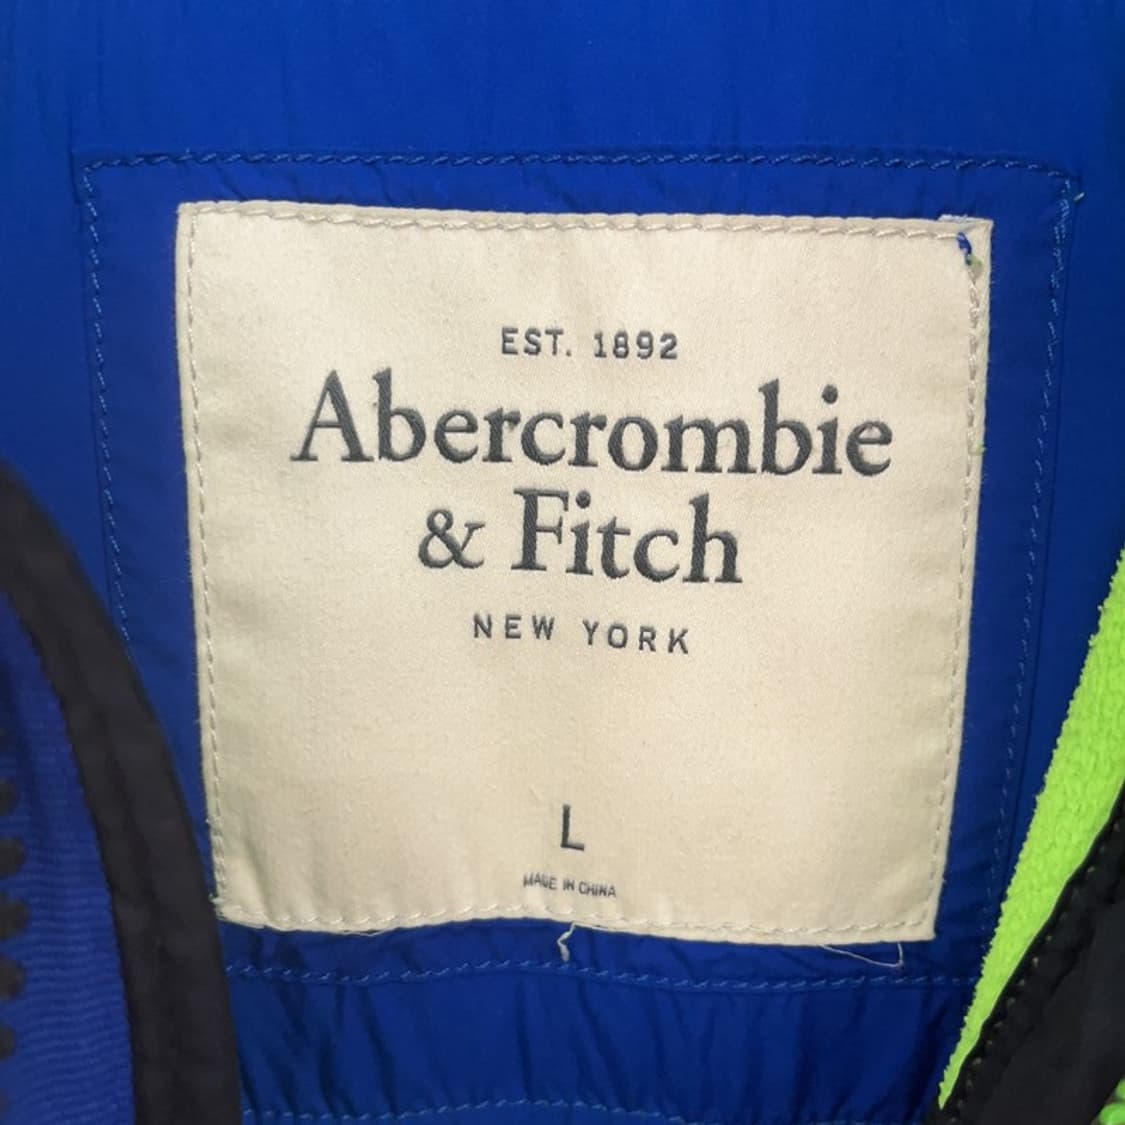 EST. 1892
Abercrombie
& Fitch
NEW YORK
L
MADE IN CHINA